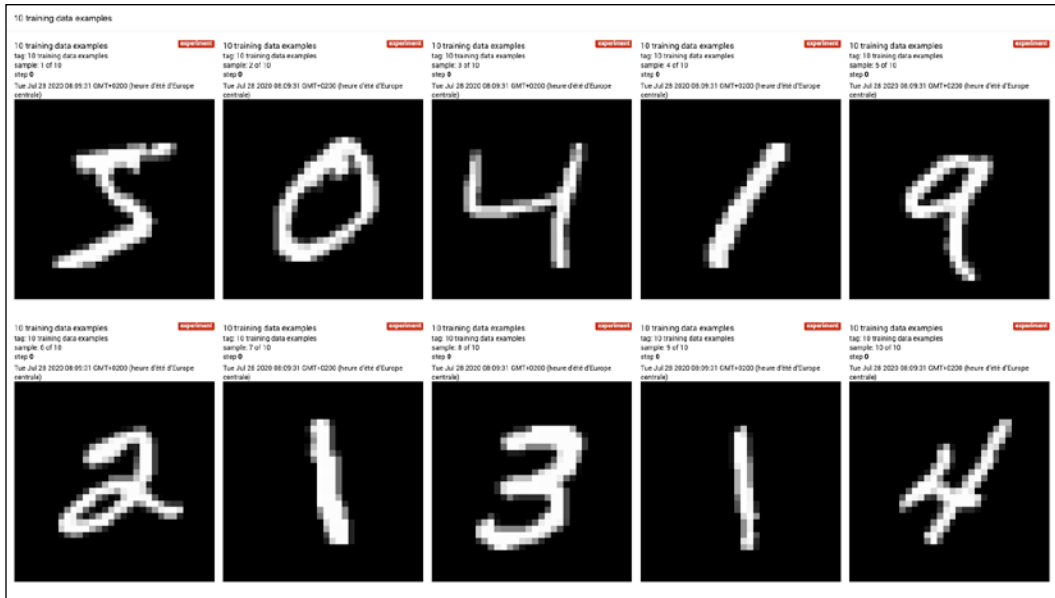 10 training data examples
10 training data examples
experiment
tag: 10 training data examples
sample: 1 of 10
step 0
Tue Jul 28 2020 08:09:31 GMT+0200 (heure d'été d'Europe
centrale)
10 training data examples
experiment
tag: 10 training data examples
sample: 2 of 10
step 0
Tue Jul 28 2020 08:09:31 GMT+0200 (heure d'été d'Europe
centrale)
10 training data examples
experiment
tag: 10 training data examples
sample: 3 of 10
step 0
Tue Jul 28 2020 08:09:31 GMT+0200 (heure d'été d'Europe
centrale)
10 training data examples
experiment
tag: 10 training data examples
sample: 4 of 10
step 0
Tue Jul 28 2020 08:09:31 GMT+0200 (heure d'été d'Europe
centrale)
10 training data examples
experiment
tag: 10 training data examples
sample: 5 of 10
step 0
Tue Jul 28 2020 08:09:31 GMT+0200 (heure d'été d'Europe
centrale)
5 0 4 1 9
10 training data examples
experiment
tag: 10 training data examples
sample: 6 of 10
step 0
Tue Jul 28 2020 08:09:31 GMT+0200 (heure d'été d'Europe
centrale)
10 training data examples
experiment
tag: 10 training data examples
sample: 7 of 10
step 0
Tue Jul 28 2020 08:09:31 GMT+0200 (heure d'été d'Europe
centrale)
10 training data examples
experiment
tag: 10 training data examples
sample: 8 of 10
step 0
Tue Jul 28 2020 08:09:31 GMT+0200 (heure d'été d'Europe
centrale)
10 training data examples
experiment
tag: 10 training data examples
sample: 9 of 10
step 0
Tue Jul 28 2020 08:09:31 GMT+0200 (heure d'été d'Europe
centrale)
10 training data examples
experiment
tag: 10 training data examples
sample: 10 of 10
step 0
Tue Jul 28 2020 08:09:31 GMT+0200 (heure d'été d'Europe
centrale)
2 1 3 1 4